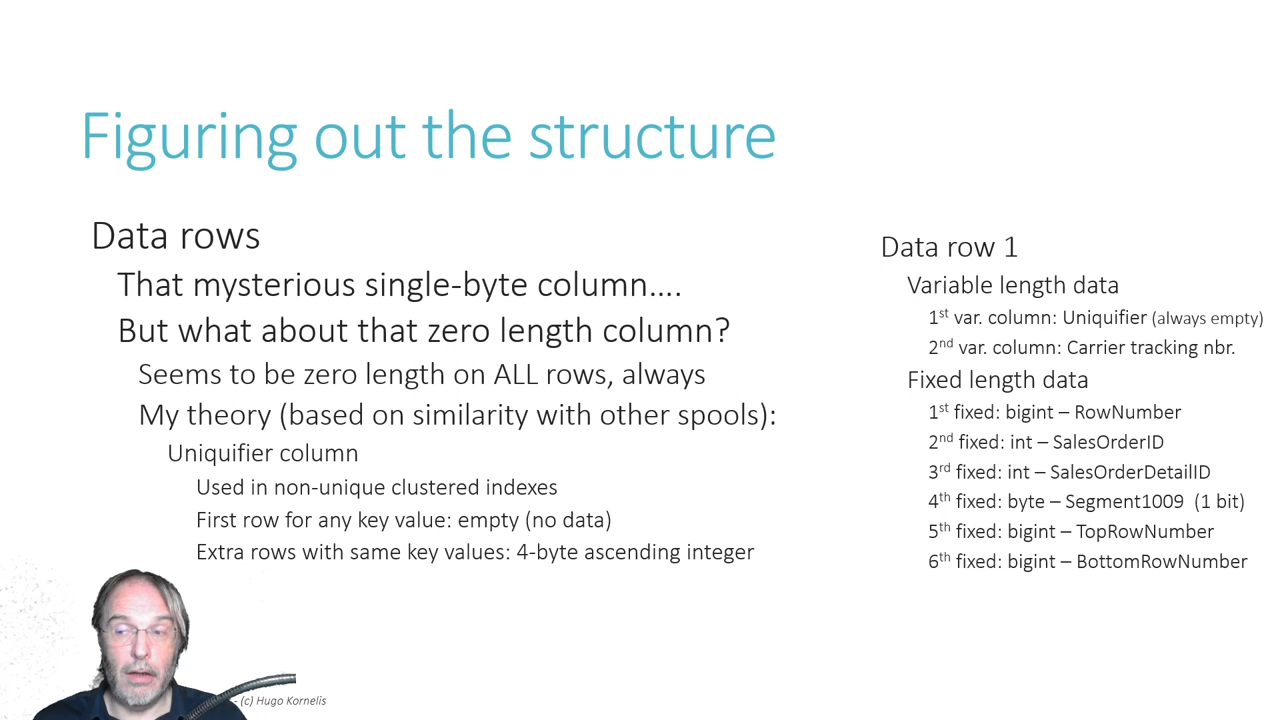 Figuring out the structure
Data rows
That mysterious single-byte column....
But what about that zero length column?
Seems to be zero length on ALL rows, always
My theory (based on similarity with other spools):
Uniquifier column
Used in non-unique clustered indexes
First row for any key value: empty (no data)
Extra rows with same key values: 4-byte ascending integer
Data row 1
Variable length data
1st var. column: Uniquifier (always empty)
2nd var. column: Carrier tracking nbr.
Fixed length data
1st fixed: bigint – RowNumber
2nd fixed: int – SalesOrderID
3rd fixed: int – SalesOrderDetailID
4th fixed: byte – Segment1009 (1 bit)
5th fixed: bigint – TopRowNumber
6th fixed: bigint – BottomRowNumber
- (c) Hugo Kornelis